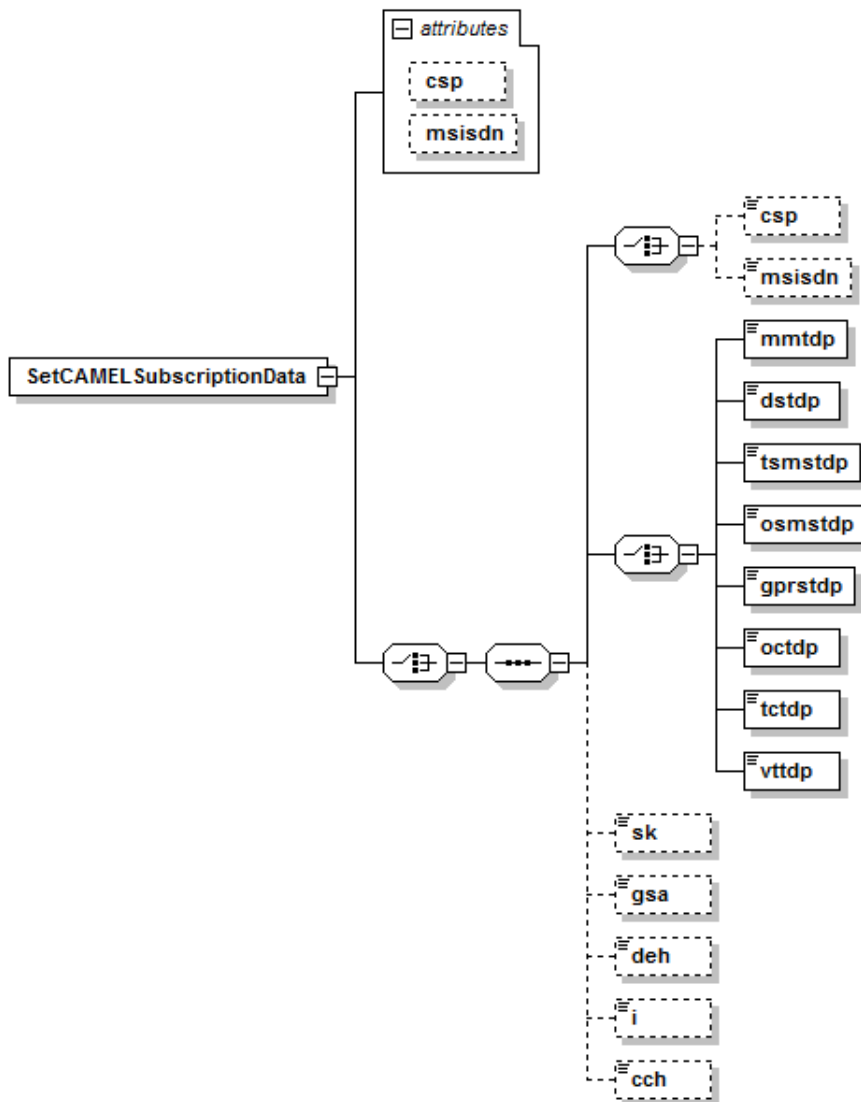 attributes
csp
msisdn
csp
msisdn
mmtdp
SetCAMELSubscriptionData
dstdp
tsmstdp
osmstdp
gprstdp
octdp
tctdp
vttdp
sk
gsa
deh
i
cch